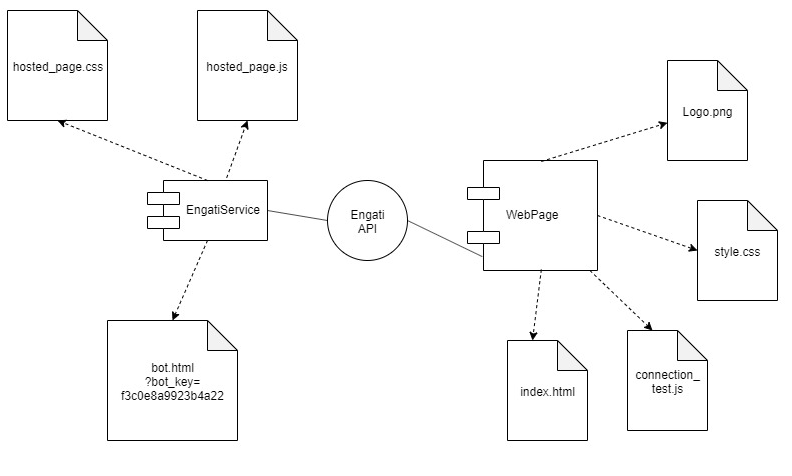 hosted_page.css
hosted_page.js
Logo.png
EngatiService
Engati
API
WebPage
style.css
bot.html
?bot_key=
f3c0e8a9923b4a22
index.html
connection_
test.js